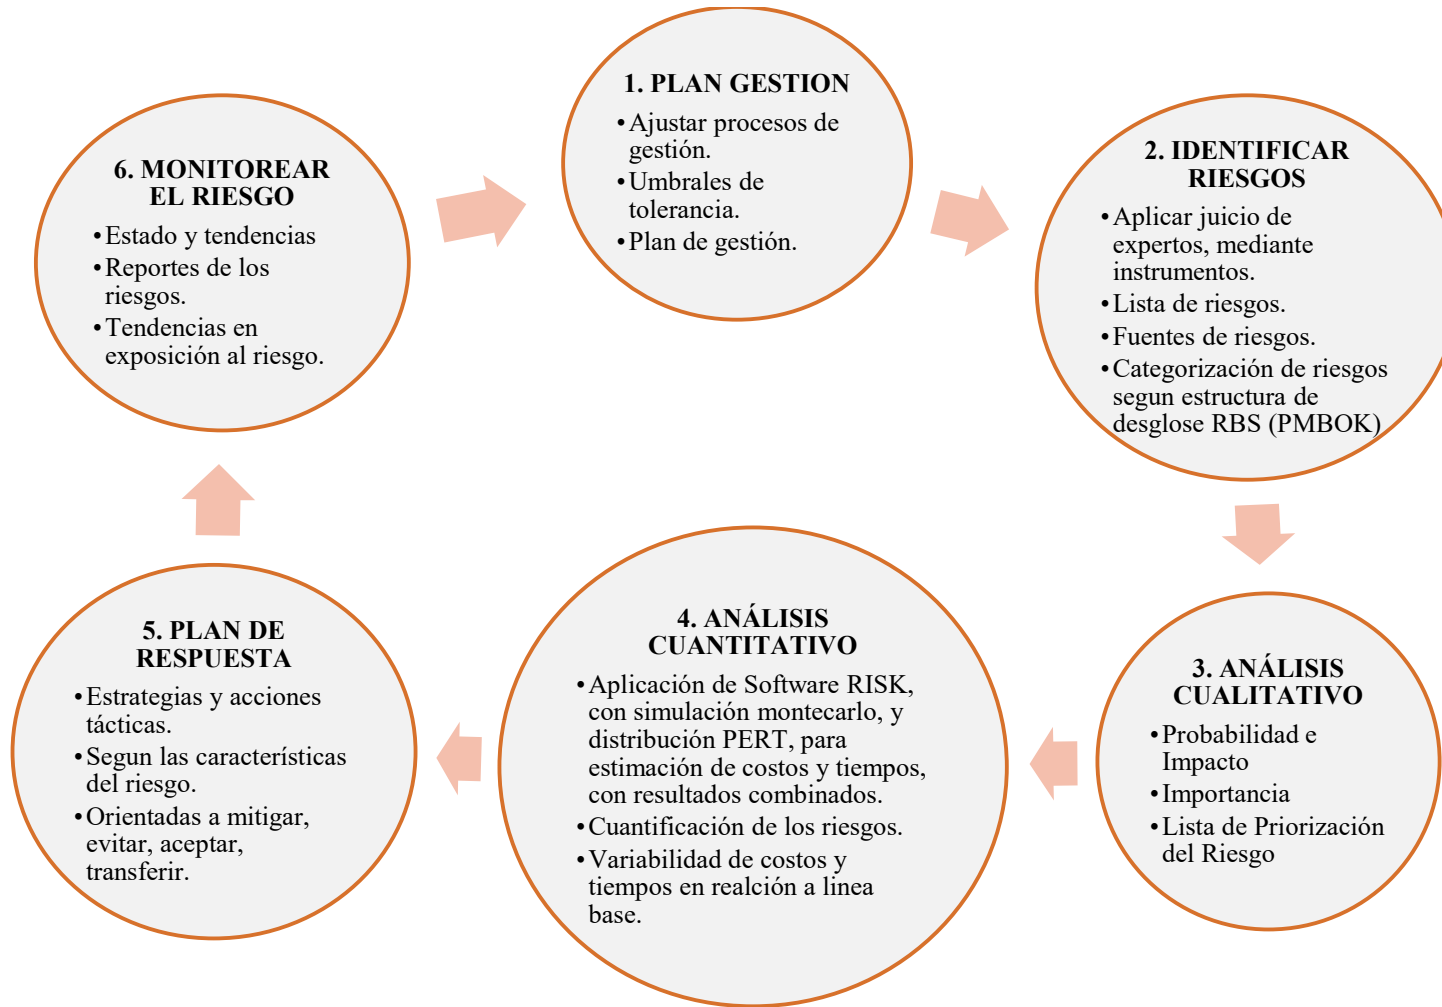 1. PLAN GESTION
•Ajustar procesos de
gestión.
•Umbrales de
tolerancia.
•Plan de gestión.
2. IDENTIFICAR
RIESGOS
•Aplicar juicio de
expertos, mediante
instrumentos.
•Lista de riesgos.
•Fuentes de riesgos.
•Categorización de riesgos
segun estructura de
desglose RBS (PMBOK)
3. ANÁLISIS
CUALITATIVO
•Probabilidad e
Impacto
•Importancia
•Lista de Priorización
del Riesgo
4. ANÁLISIS
CUANTITATIVO
•Aplicación de Software RISK,
con simulación montecarlo, y
distribución PERT, para
estimación de costos y tiempos,
con resultados combinados.
•Cuantificación de los riesgos.
•Variabilidad de costos y
tiempos en realción a linea
base.
5. PLAN DE
RESPUESTA
•Estrategias y acciones
tácticas.
•Segun las características
del riesgo.
•Orientadas a mitigar,
evitar, aceptar,
transferir.
6. MONITOREAR
EL RIESGO
•Estado y tendencias
•Reportes de los
riesgos.
•Tendencias en
exposición al riesgo.